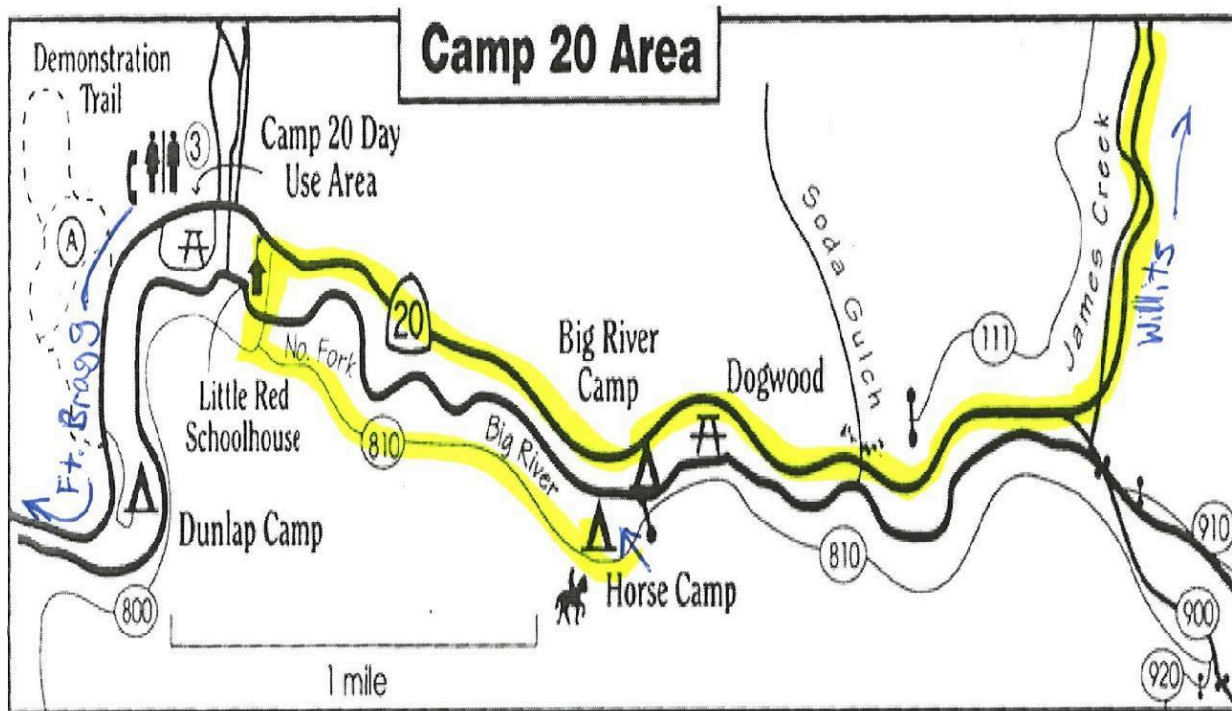 Camp 20 Area
Demonstration
Trail
3
Camp 20 Day
Use Area
A
Ft. Bragg
20
No. Fork
Little Red
Schoolhouse
810
Big River
Big River
Camp
Dogwood
Soda Gulch
111
James Creek
Willits
Dunlap Camp
Horse Camp
810
800
1 mile
910
900
920